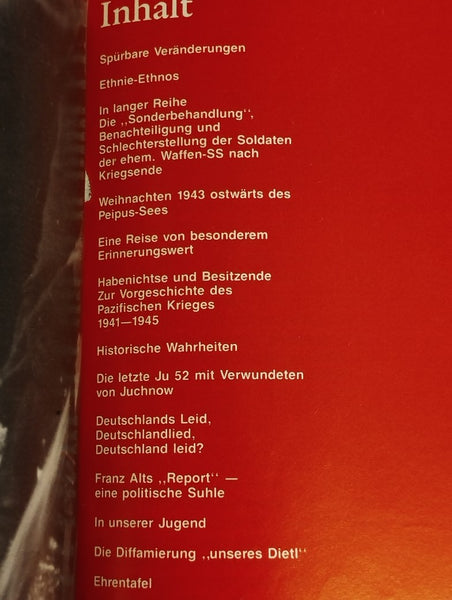 Inhalt
Spürbare Veränderungen
Ethnie-Ethnos
In langer Reihe
Die ,,Sonderbehandlung‘‘,
Benachteiligung und
Schlechterstellung der Soldaten
der ehem. Waffen-SS nach
Kriegsende
Weihnachten 1943 ostwärts des
Peipus-Sees
Eine Reise von besonderem
Erinnerungswert
Habenichtse und Besitzende
Zur Vorgeschichte des
Pazifischen Krieges
1941—1945
Historische Wahrheiten
Die letzte Ju 52 mit Verwundeten
von Juchnow
Deutschlands Leid,
Deutschlandlied,
Deutschland leid?
Franz Alts ,,Report‘‘ —
eine politische Suhle
In unserer Jugend
Die Diffamierung ,,unseres Dietl‘‘
Ehrentafel